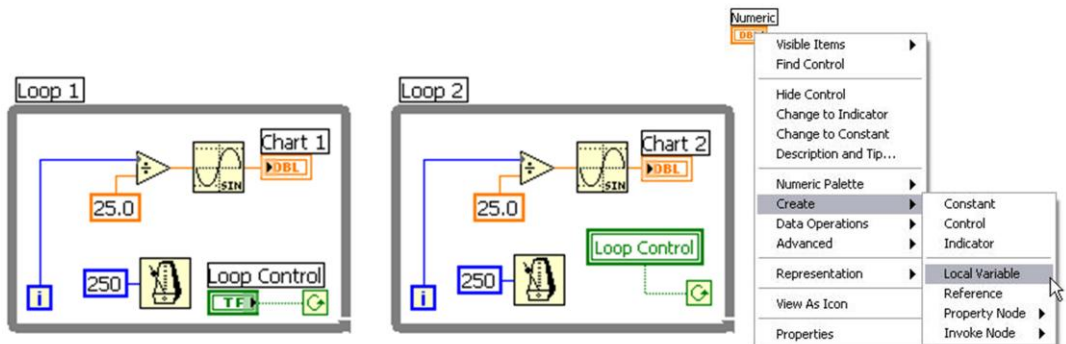 Loop 1
Chart 1
DBL
SIN
25.0
250
Loop Control
TF
i
Loop 2
Chart 2
DBL
SIN
25.0
Loop Control
250
i
Numeric
Visible Items
Find Control
Hide Control
Change to Indicator
Change to Constant
Description and Tip...
Numeric Palette
Create
Data Operations
Advanced
Representation
View As Icon
Properties
Constant
Control
Indicator
Local Variable
Reference
Property Node
Invoke Node